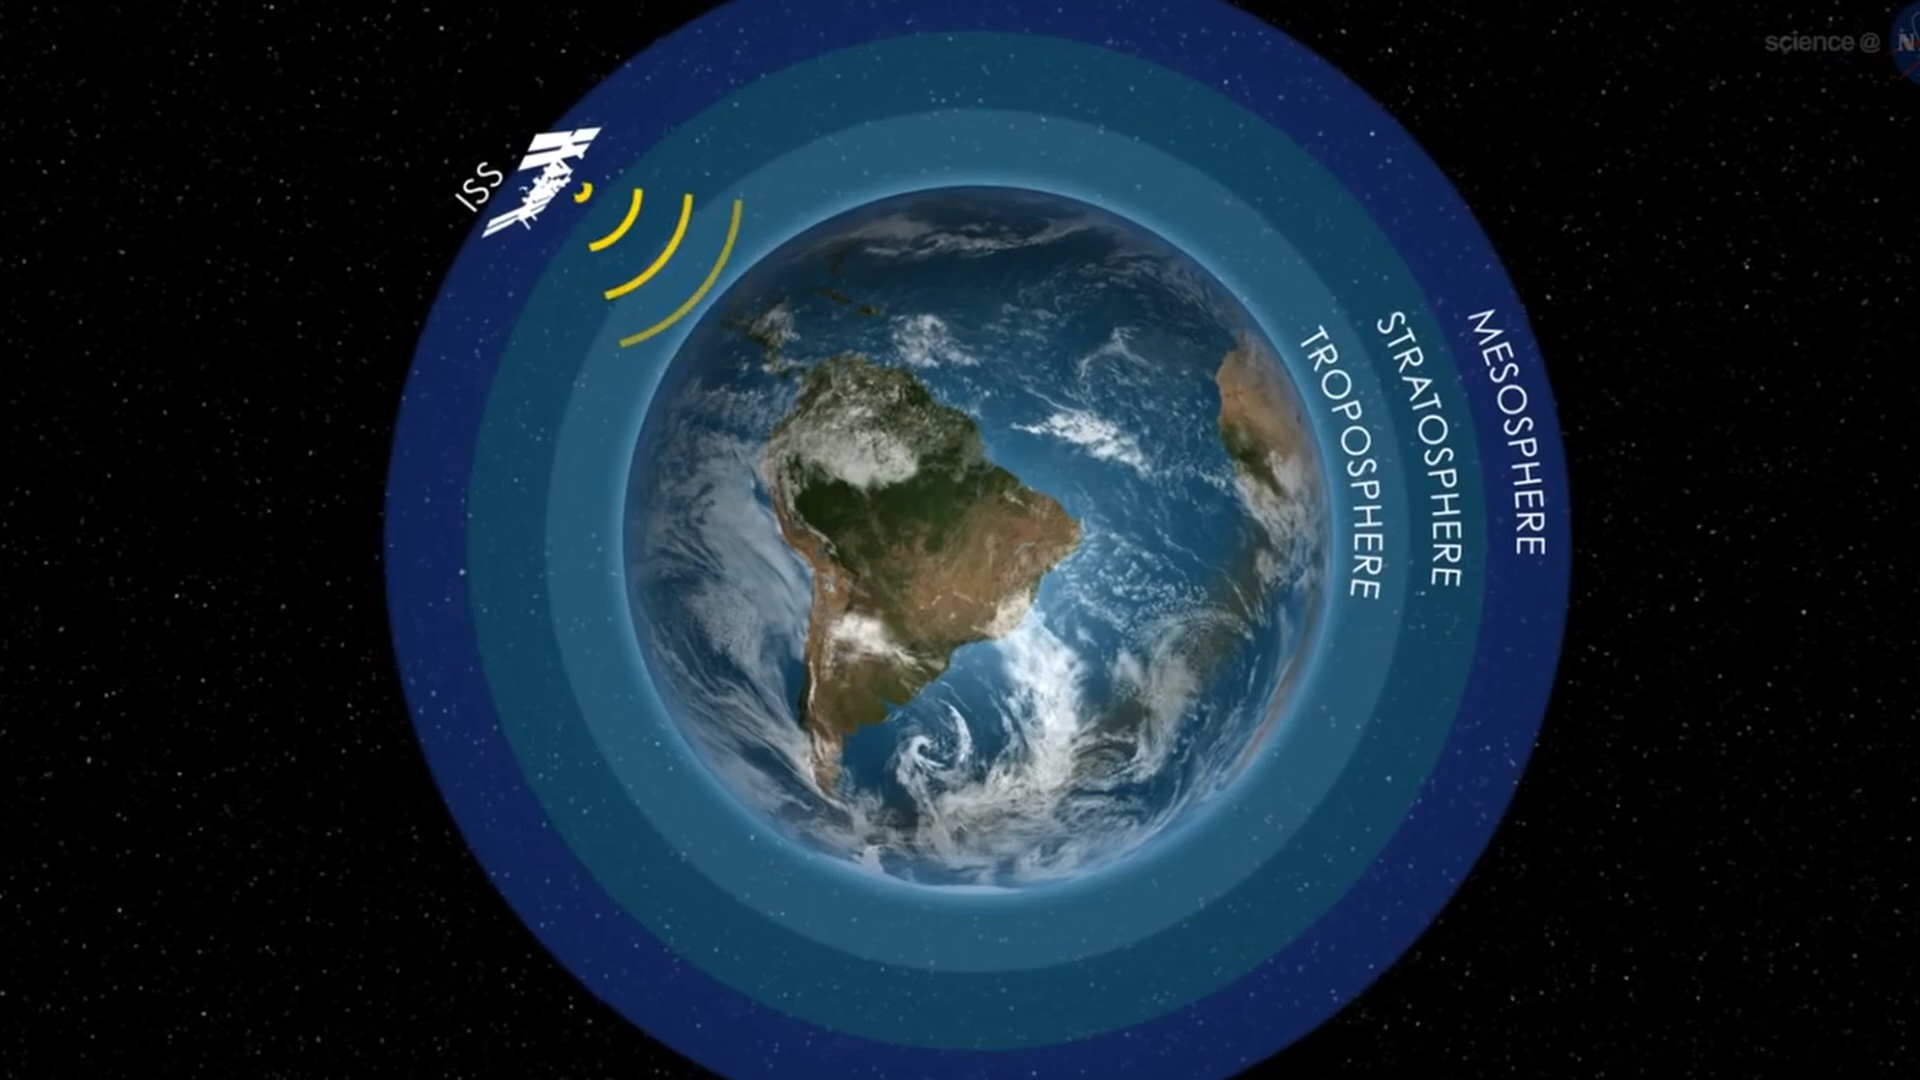 science @ N
ISS
TROPOSPHERE
STRATOSPHERE
MESOSPHERE